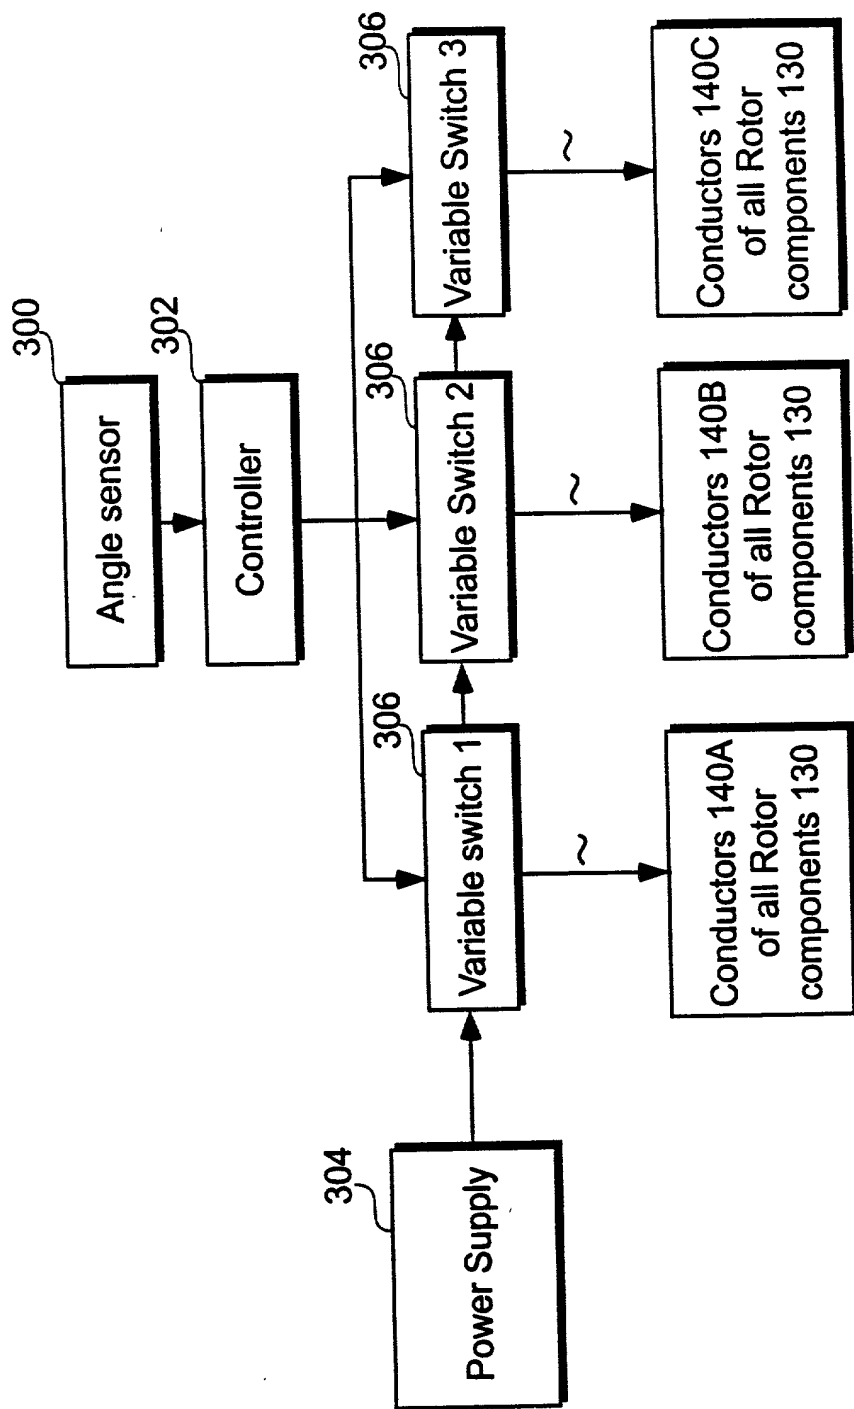 300
Angle sensor
302
Controller
304
Power Supply
306
Variable switch 1
306
Variable Switch 2
306
Variable Switch 3
~
~
~
Conductors 140A
of all Rotor
components 130
Conductors 140B
of all Rotor
components 130
Conductors 140C
of all Rotor
components 130